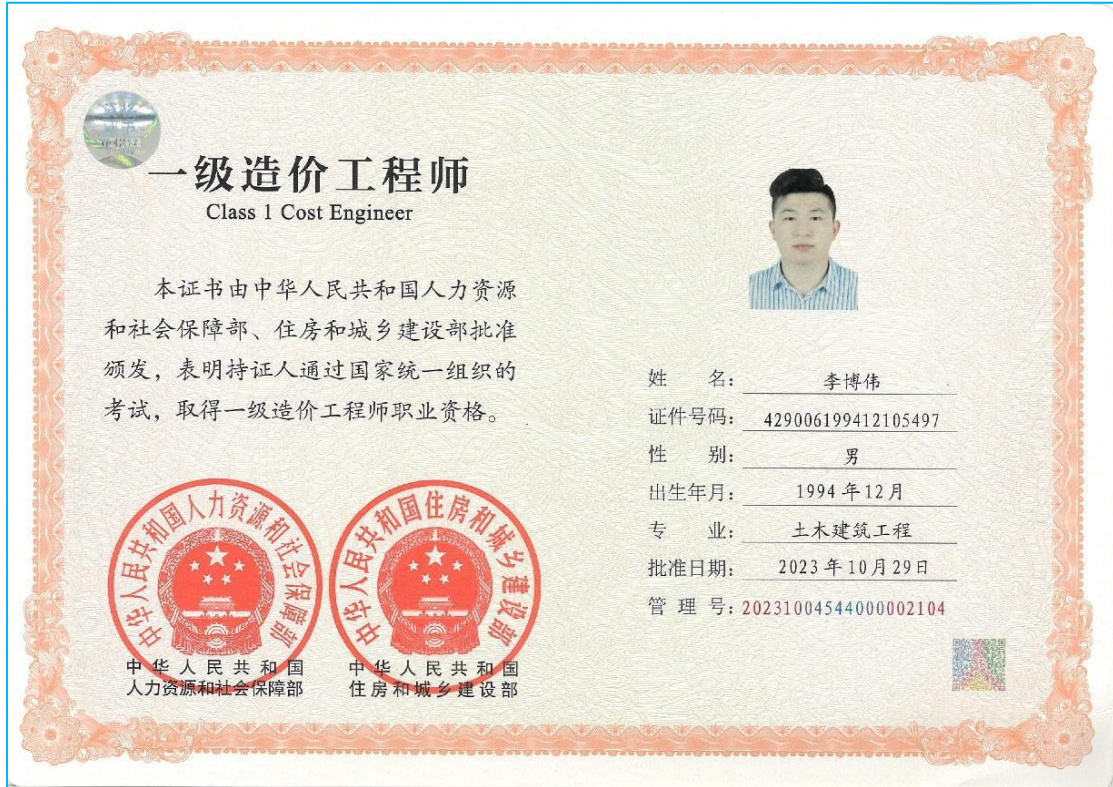 一级造价工程师
Class 1 Cost Engineer
本证书由中华人民共和国人力资源
和社会保障部、住房和城乡建设部批准
颁发，表明持证人通过国家统一组织的
考试，取得一级造价工程师职业资格。
中华人民共和国人力资源和社会保障部
中华人民共和国住房和城乡建设部
中华人民共和国
人力资源和社会保障部
中华人民共和国
住房和城乡建设部
姓 名：李博伟
证件号码：429006199412105497
性 别：男
出生年月：1994年12月
专 业：土木建筑工程
批准日期：2023年10月29日
管 理 号：20231004544000002104